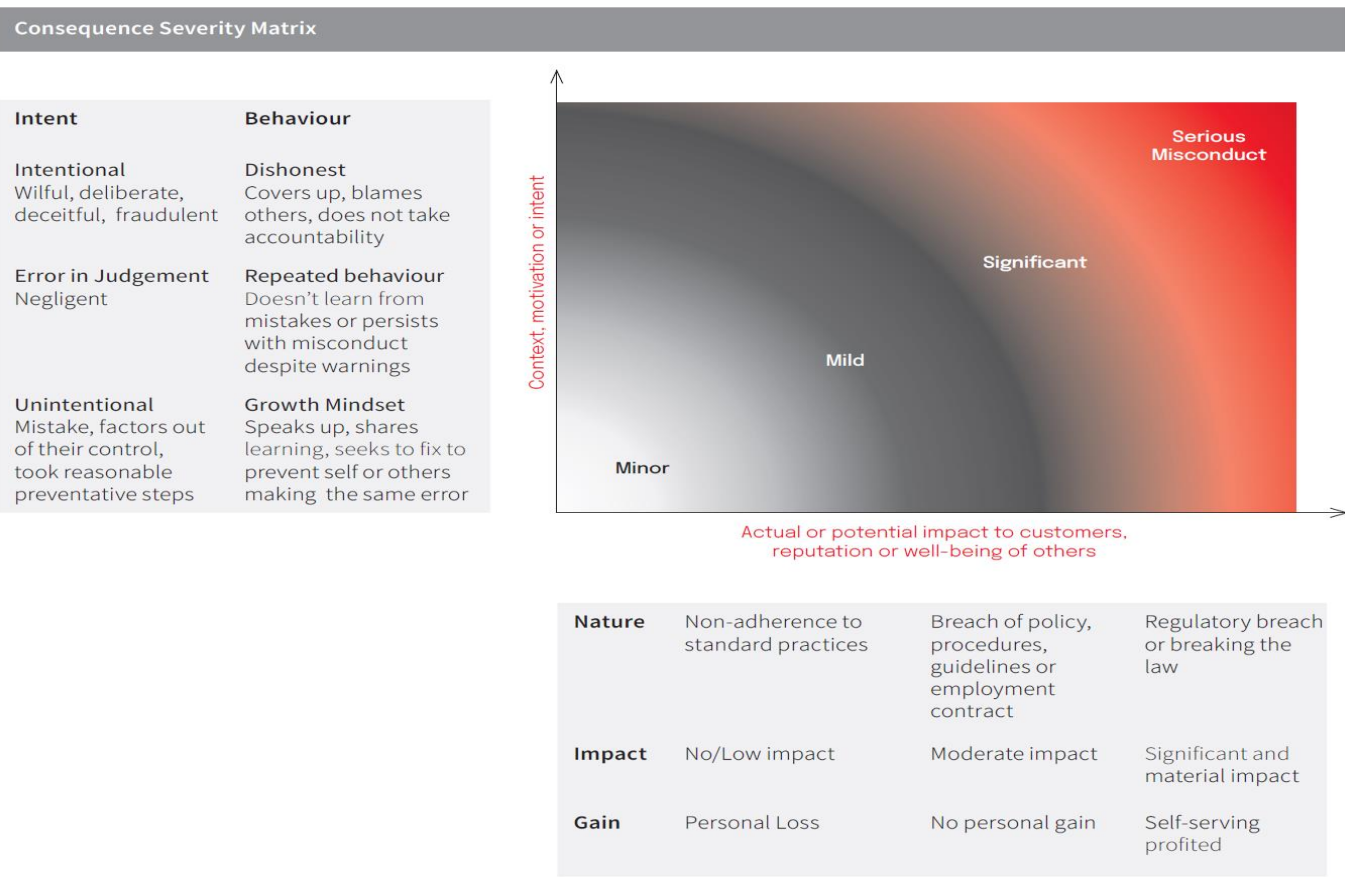 Consequence Severity Matrix
Intent
Behaviour
Intentional
Wilful, deliberate,
deceitful, fraudulent
Dishonest
Covers up, blames
others, does not take
accountability
Error in Judgement
Negligent
Repeated behaviour
Doesn't learn from
mistakes or persists
with misconduct
despite warnings
Unintentional
Mistake, factors out
of their control,
took reasonable
preventative steps
Growth Mindset
Speaks up, shares
learning, seeks to fix to
prevent self or others
making the same error
Context, motivation or intent
Serious
Misconduct
Significant
Mild
Minor
Actual or potential impact to customers,
reputation or well-being of others
Nature
Non-adherence to
standard practices
Breach of policy,
procedures,
guidelines or
employment
contract
Regulatory breach
or breaking the
law
Impact
No/Low impact
Moderate impact
Significant and
material impact
Gain
Personal Loss
No personal gain
Self-serving
profited